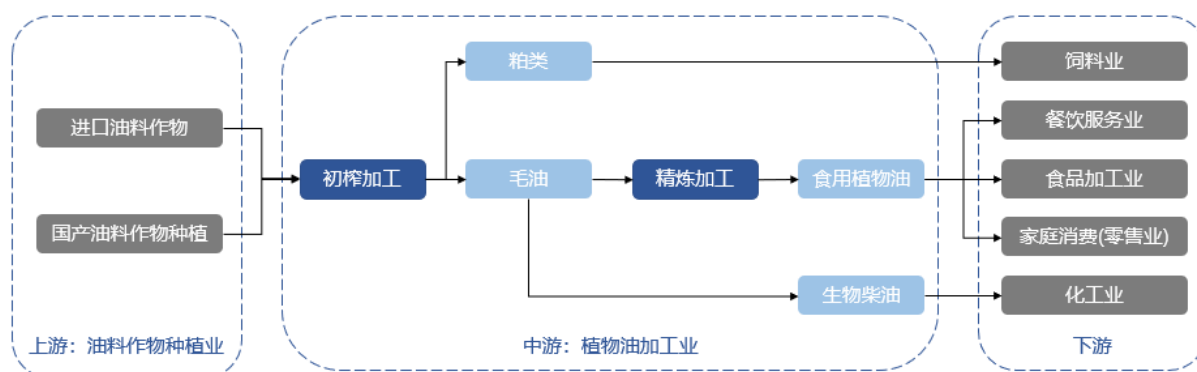 粕类
饲料业
进口油料作物
餐饮服务业
初榨加工
毛油
精炼加工
食用植物油
食品加工业
国产油料作物种植
家庭消费(零售业)
生物柴油
化工业
上游：油料作物种植业
中游：植物油加工业
下游